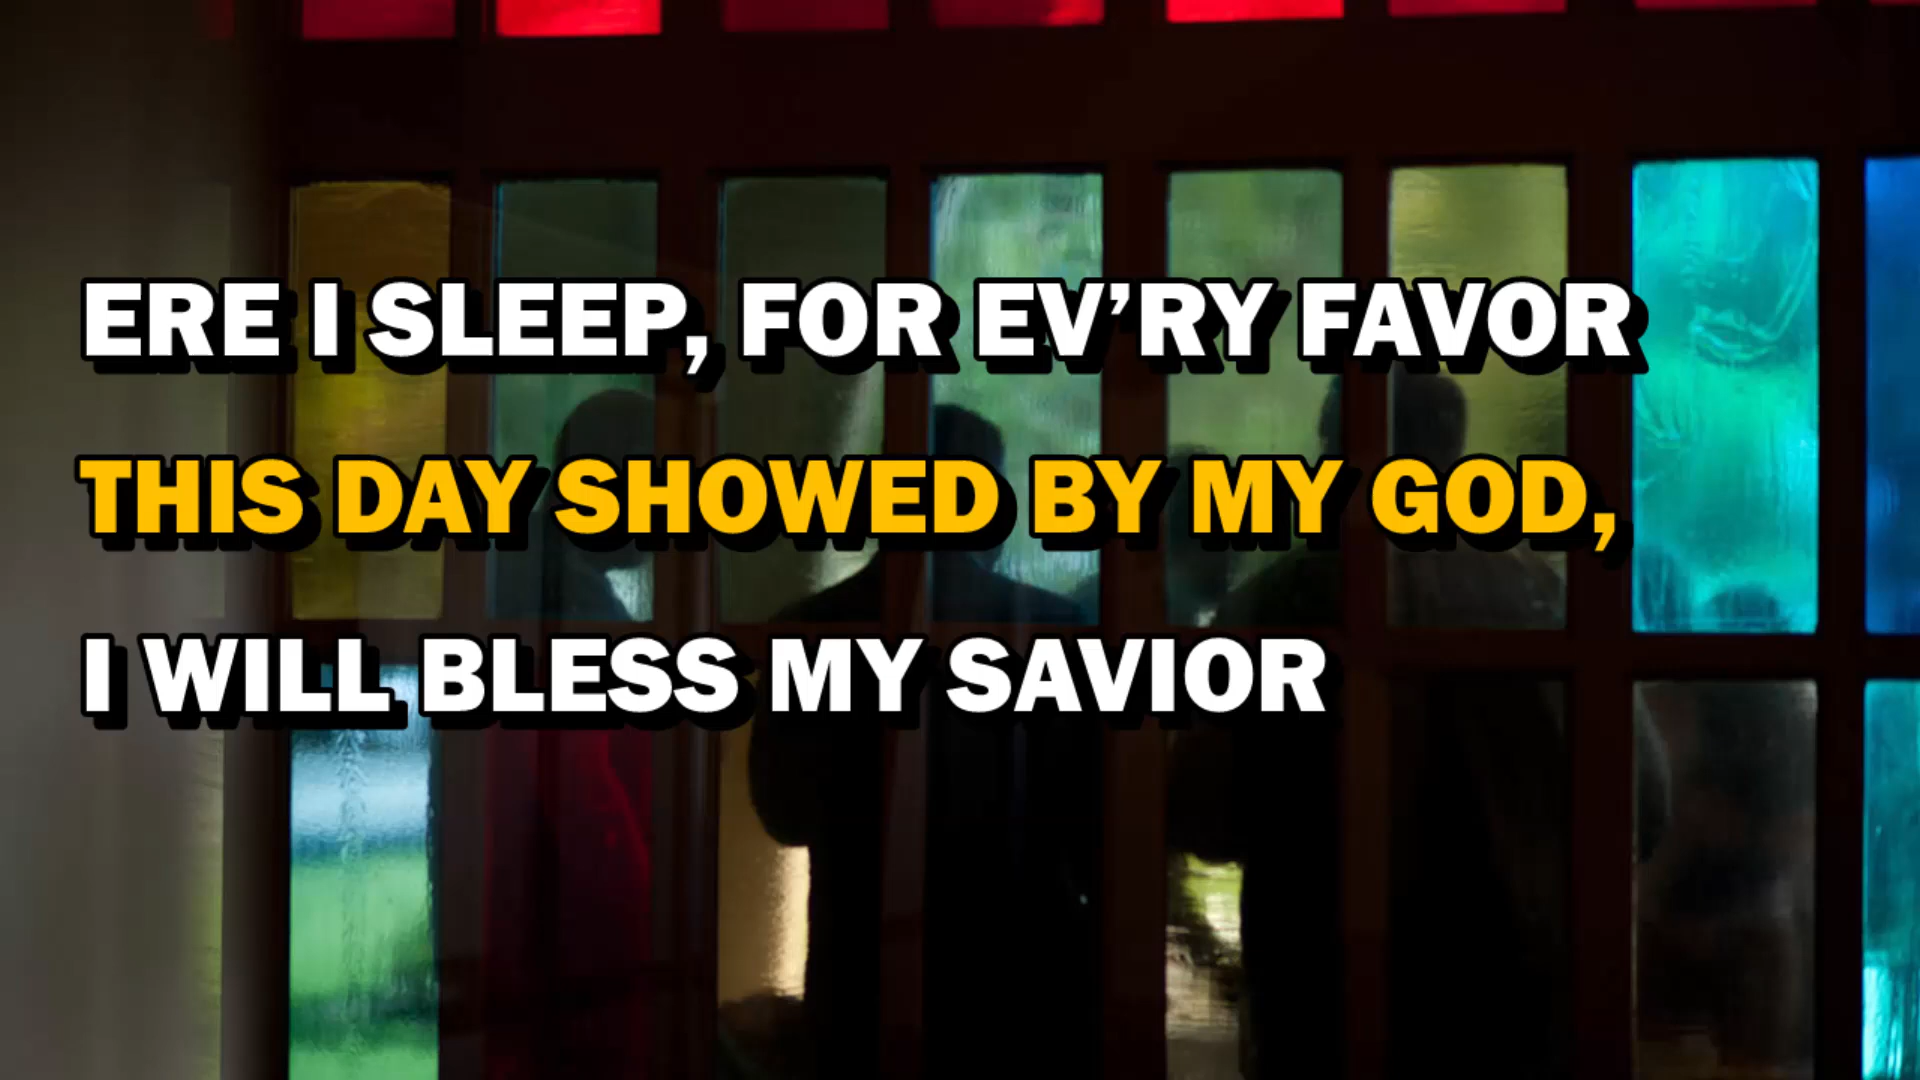 ERE I SLEEP, FOR EV’RY FAVOR
THIS DAY SHOWED BY MY GOD,
I WILL BLESS MY SAVIOR